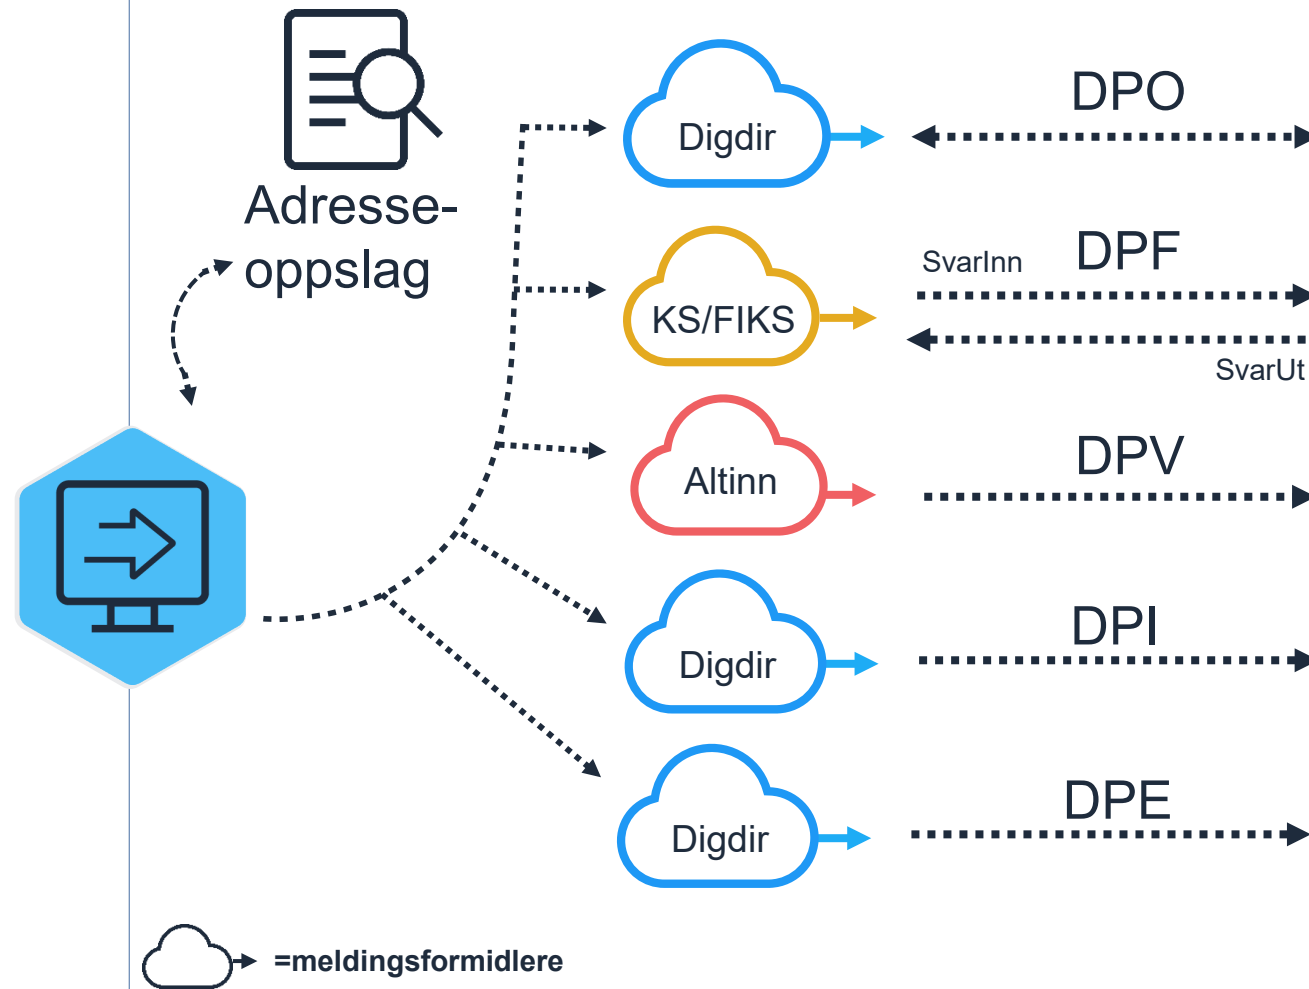 Adresse-
oppslag
Digdir
DPO
KS/FIKS
SvarInn
DPF
SvarUt
Altinn
DPV
Digdir
DPI
Digdir
DPE
=meldingsformidlere